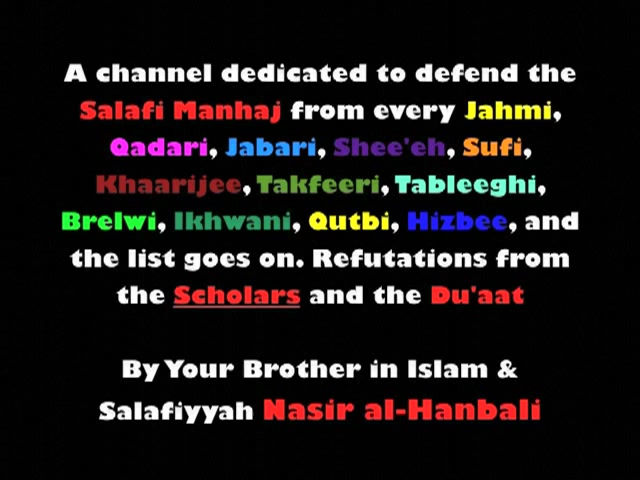 A channel dedicated to defend the
Salafi Manhaj from every Jahmi,
Qadari, Jabari, Shee'eh, Sufi,
Khaarijee, Takfeeri, Tableeghi,
Brelwi, Ikhwani, Qutbi, Hizbee, and
the list goes on. Refutations from
the Scholars and the Du'aat
By Your Brother in Islam &
Salafiyyah Nasir al-Hanbali